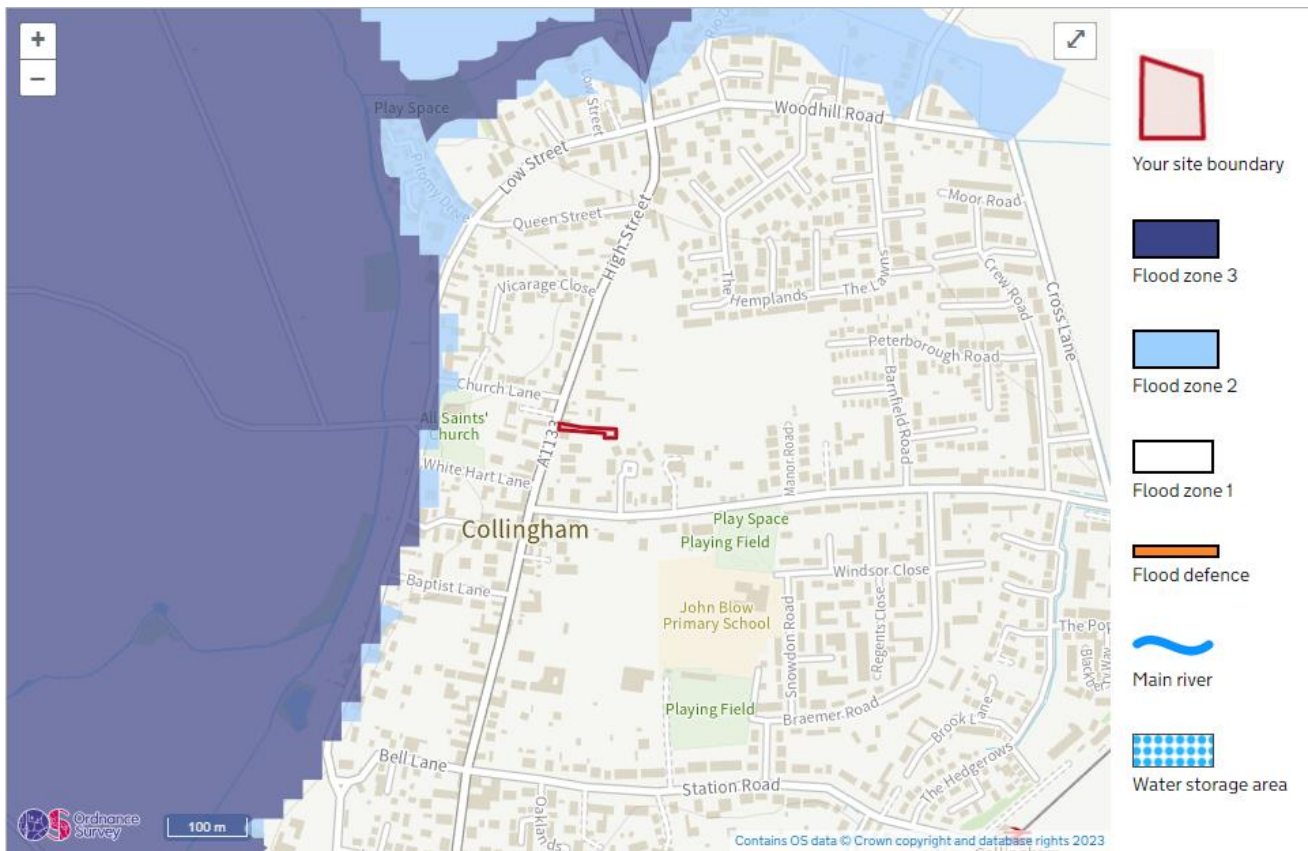 +
−
Play Space
Low Street
Pitomy Drive
Low Street
Woodhill Road
Queen Street
High Street
Moor Road
Vicarage Close
The
Hemplands
The Lawns
Crew Road
Cross Lane
Peterborough Road
Barnfield Road
Church Lane
All Saints'
Church
A1133
Manor Road
White Hart Lane
Collingham
Play Space
Playing Field
Windsor Close
Baptist Lane
John Blow
Primary School
Snowdon Road
Regents Close
The Pop
Playing Field
Braemer Road
Brook Lane
The Hedgerows
Bell Lane
Station Road
Oaklands
Ordnance
Survey
100 m
Contains OS data © Crown copyright and database rights 2023
Your site boundary
Flood zone 3
Flood zone 2
Flood zone 1
Flood defence
Main river
Water storage area